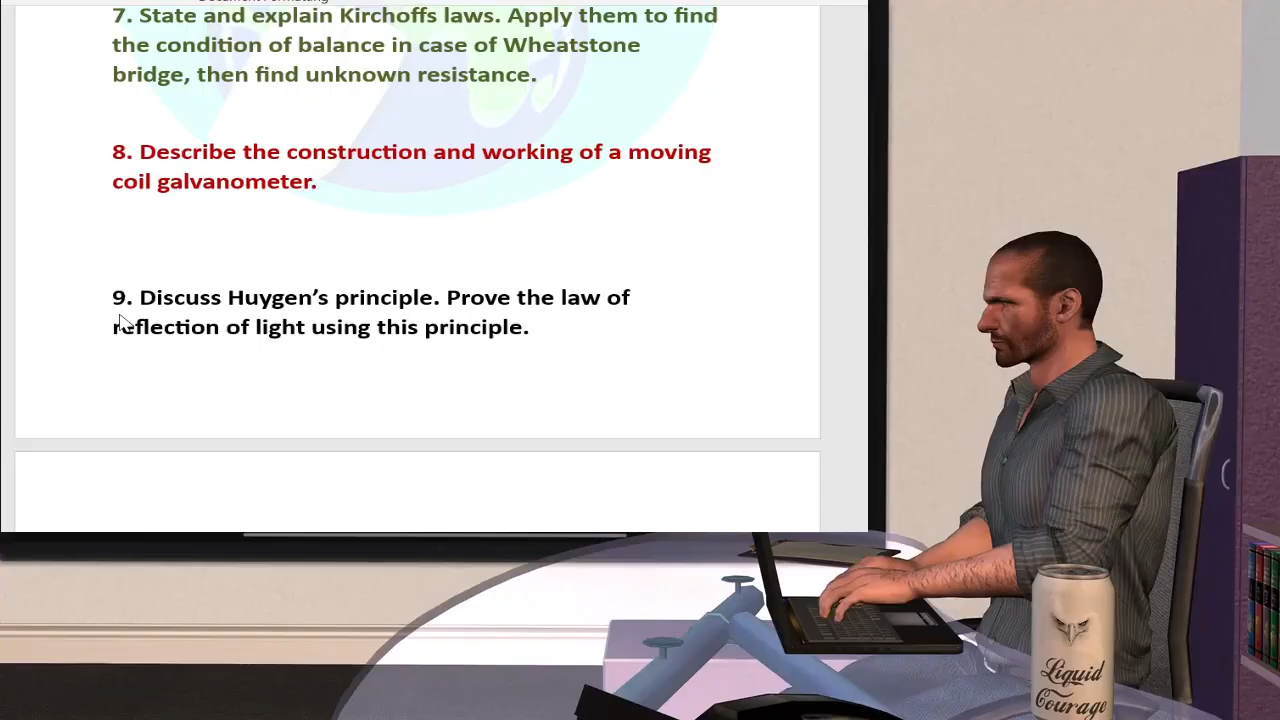 Document Formatting
7. State and explain Kirchoffs laws. Apply them to find
the condition of balance in case of Wheatstone
bridge, then find unknown resistance.
8. Describe the construction and working of a moving
coil galvanometer.
9. Discuss Huygen’s principle. Prove the law of
reflection of light using this principle.
Liquid
Courage